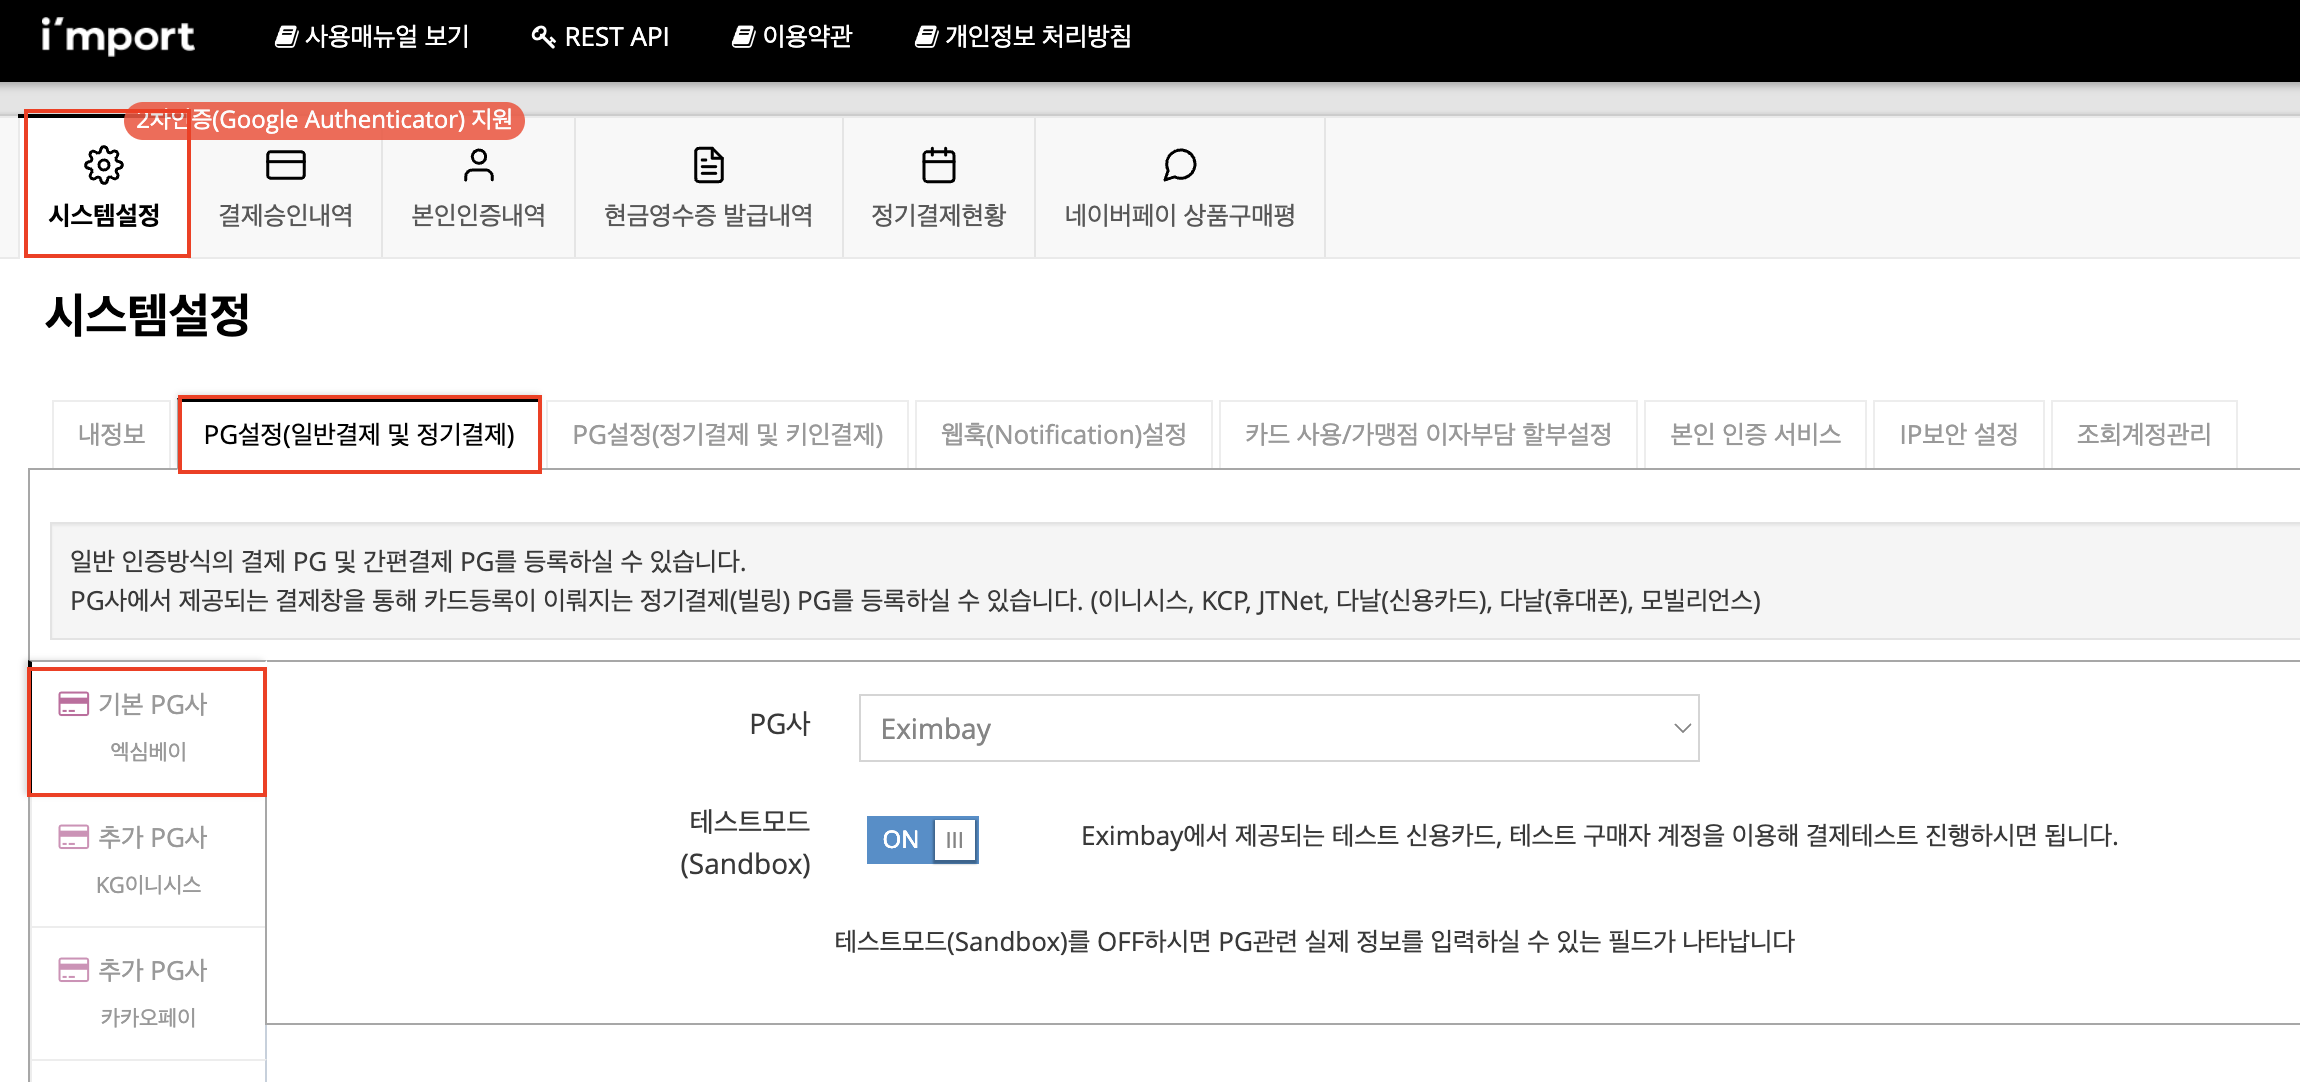 i'mport
사용매뉴얼 보기
REST API
이용약관
개인정보 처리방침
2차인증(Google Authenticator) 지원
시스템설정
결제승인내역
본인인증내역
현금영수증 발급내역
정기결제현황
네이버페이 상품구매평
시스템설정
내정보
PG설정(일반결제 및 정기결제)
PG설정(정기결제 및 키인결제)
웹훅(Notification)설정
카드 사용/가맹점 이자부담 할부설정
본인 인증 서비스
IP보안 설정
조회계정관리
일반 인증방식의 결제 PG 및 간편결제 PG를 등록하실 수 있습니다.
PG사에서 제공되는 결제창을 통해 카드등록이 이뤄지는 정기결제(빌링) PG를 등록하실 수 있습니다. (이니시스, KCP, JTNet, 다날(신용카드), 다날(휴대폰), 모빌리언스)
기본 PG사
엑심베이
추가 PG사
KG이니시스
추가 PG사
카카오페이
PG사
Eximbay
테스트모드
(Sandbox)
ON
Eximbay에서 제공되는 테스트 신용카드, 테스트 구매자 계정을 이용해 결제테스트 진행하시면 됩니다.
테스트모드(Sandbox)를 OFF하시면 PG관련 실제 정보를 입력하실 수 있는 필드가 나타납니다